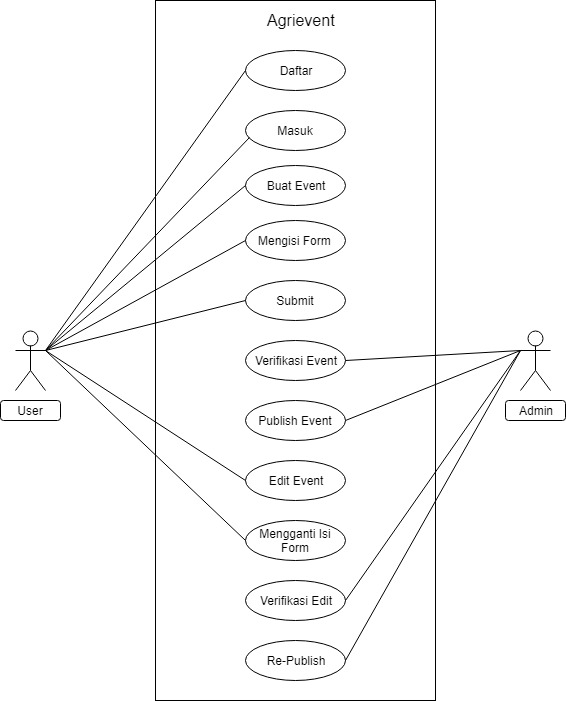 Agrievent
Daftar
Masuk
Buat Event
Mengisi Form
Submit
Verifikasi Event
User
Admin
Publish Event
Edit Event
Mengganti Isi
Form
Verifikasi Edit
Re-Publish